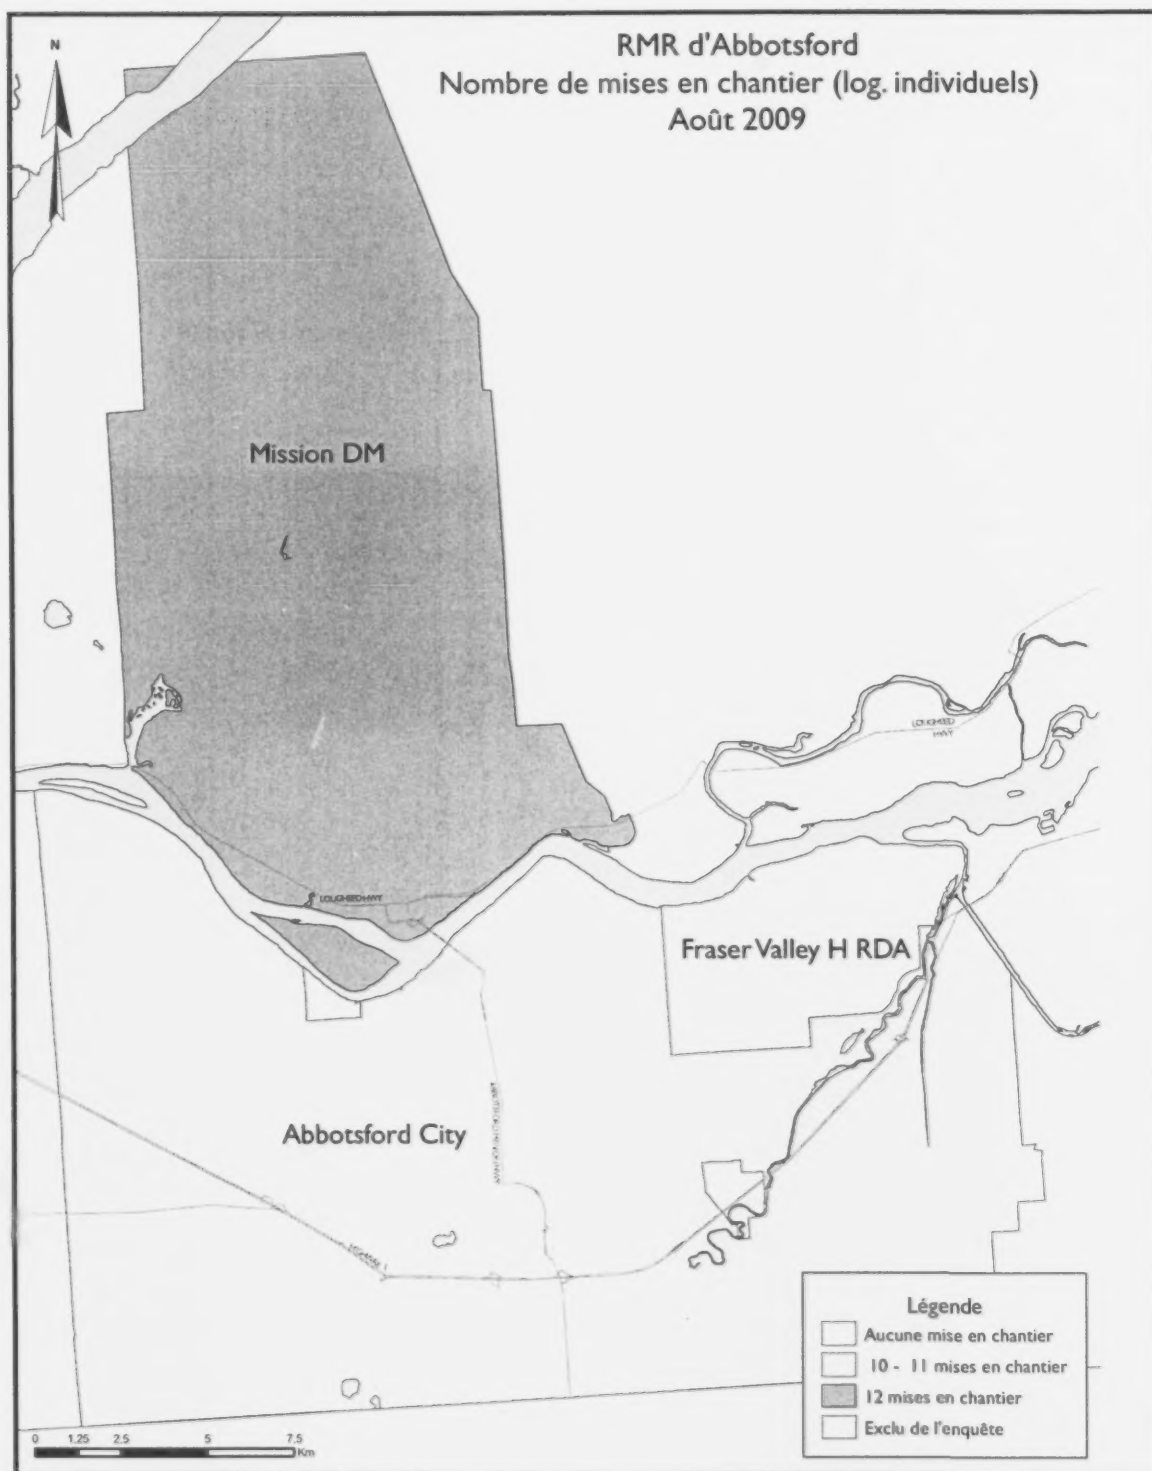 RMR d'Abbotsford
Nombre de mises en chantier (log. individuels)
Août 2009
N
Mission DM
LOUGHEED
HWY
LOUGHEED HWY
Fraser Valley H RDA
Abbotsford City
Légende
Aucune mise en chantier
10 - 11 mises en chantier
12 mises en chantier
Exclu de l'enquête
0 1.25 2.5 5 7.5
Km